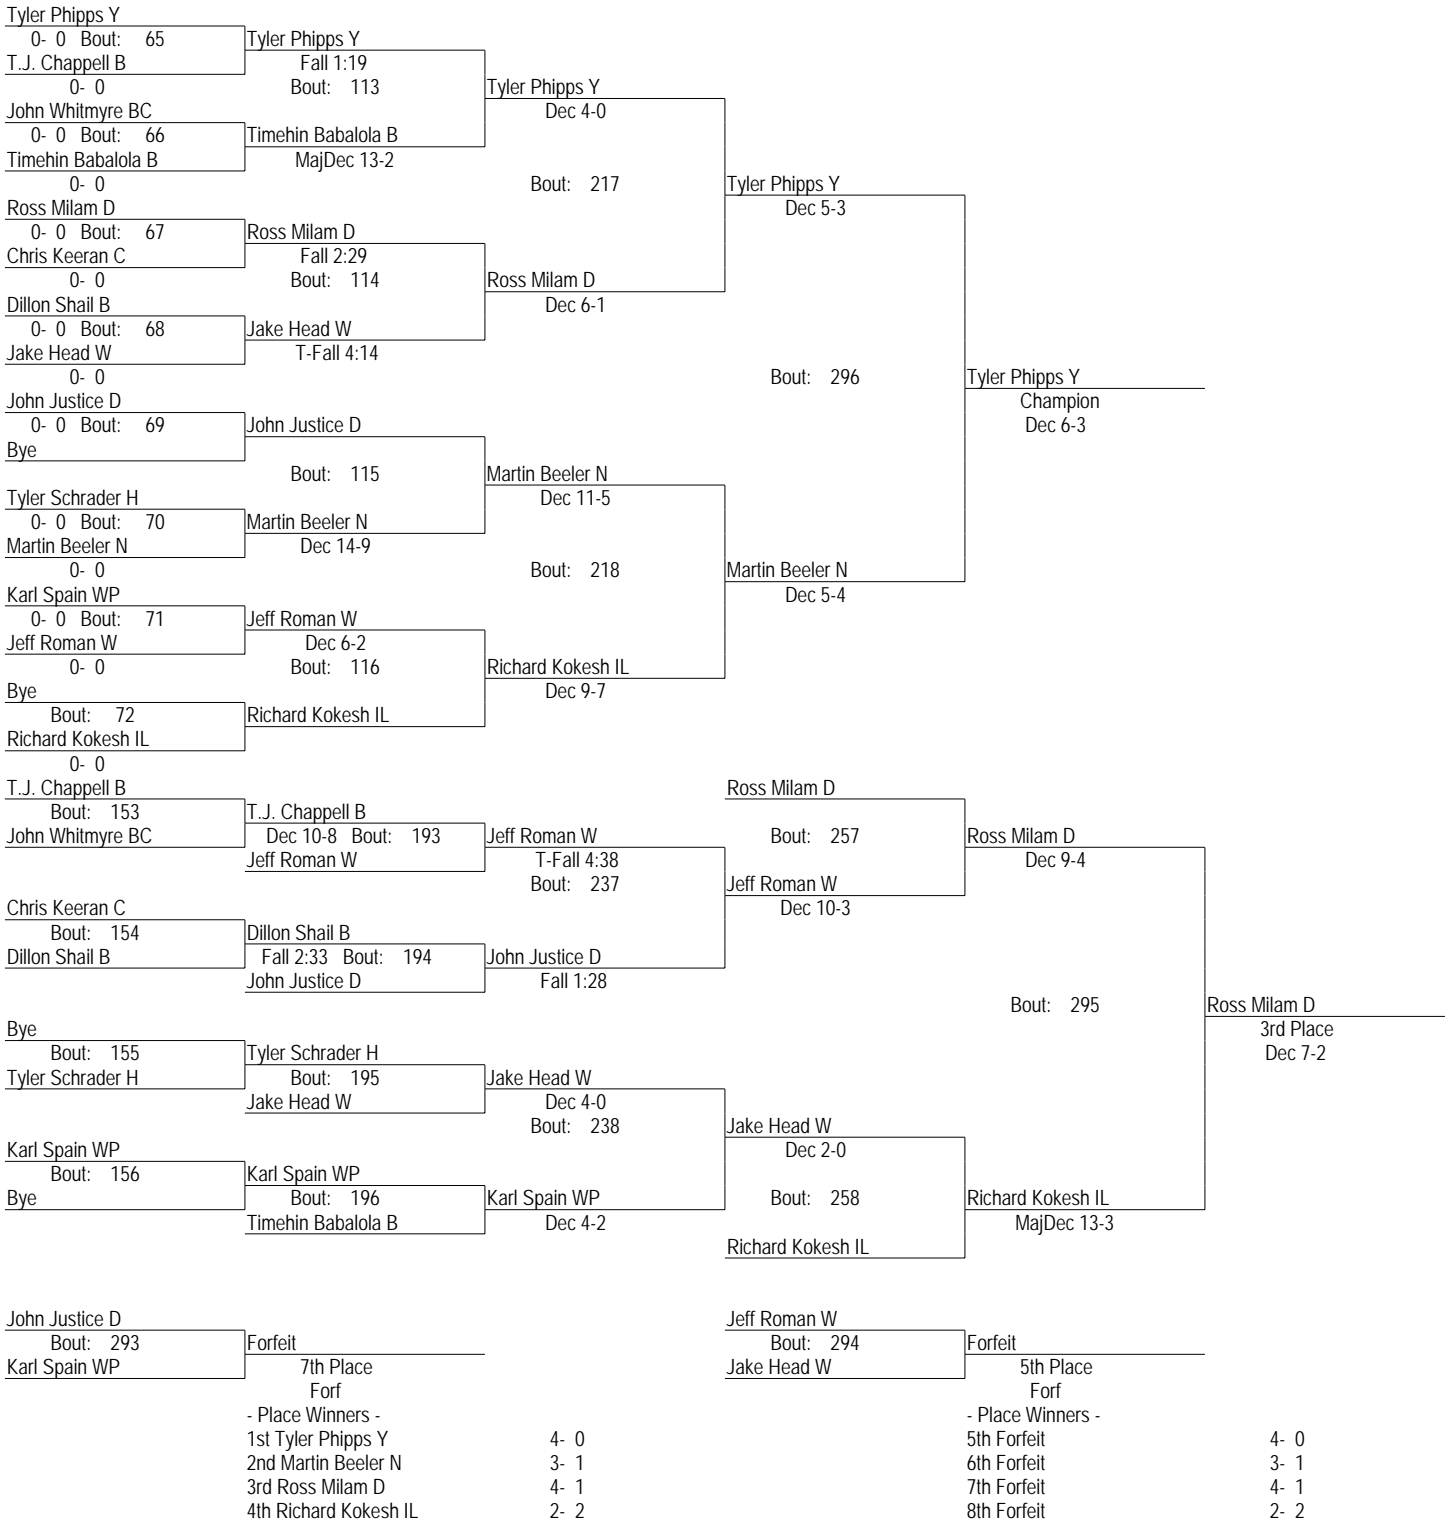 Tyler Phipps Y
0- 0 Bout: 65 Tyler Phipps Y
T.J. Chappell B Fall 1:19
0- 0 Bout: 113 Tyler Phipps Y
John Whitmyre BC Dec 4-0
0- 0 Bout: 66 Timehin Babalola B
Timehin Babalola B MajDec 13-2
0- 0 Bout: 217 Tyler Phipps Y
Ross Milam D Dec 5-3
0- 0 Bout: 67 Ross Milam D
Chris Keeran C Fall 2:29
0- 0 Bout: 114 Ross Milam D
Dillon Shail B Dec 6-1
0- 0 Bout: 68 Jake Head W
Jake Head W T-Fall 4:14
0- 0 Bout: 296 Tyler Phipps Y
John Justice D Champion
0- 0 Bout: 69 John Justice D Dec 6-3
Bye
Bout: 115 Martin Beeler N
Tyler Schrader H Dec 11-5
0- 0 Bout: 70 Martin Beeler N
Martin Beeler N Dec 14-9
0- 0 Bout: 218 Martin Beeler N
Karl Spain WP Dec 5-4
0- 0 Bout: 71 Jeff Roman W
Jeff Roman W Dec 6-2
0- 0 Bout: 116 Richard Kokesh IL
Bye Dec 9-7
Bout: 72 Richard Kokesh IL
Richard Kokesh IL
0- 0
T.J. Chappell B Ross Milam D
Bout: 153 T.J. Chappell B
John Whitmyre BC Dec 10-8 Bout: 193 Jeff Roman W Bout: 257 Ross Milam D
Jeff Roman W T-Fall 4:38 Dec 9-4
Bout: 237 Jeff Roman W
Chris Keeran C Dec 10-3
Bout: 154 Dillon Shail B
Dillon Shail B Fall 2:33 Bout: 194 John Justice D
John Justice D Fall 1:28
Bout: 295 Ross Milam D
Bye 3rd Place
Bout: 155 Tyler Schrader H Dec 7-2
Tyler Schrader H Bout: 195 Jake Head W
Jake Head W Dec 4-0
Bout: 238 Jake Head W
Karl Spain WP Dec 2-0
Bout: 156 Karl Spain WP
Bye Bout: 196 Karl Spain WP Bout: 258 Richard Kokesh IL
Timehin Babalola B Dec 4-2 MajDec 13-3
Richard Kokesh IL
John Justice D Jeff Roman W
Bout: 293 Forfeit Bout: 294 Forfeit
Karl Spain WP 7th Place Jake Head W 5th Place
Forf Forf
- Place Winners - - Place Winners -
1st Tyler Phipps Y 4- 0 5th Forfeit 4- 0
2nd Martin Beeler N 3- 1 6th Forfeit 3- 1
3rd Ross Milam D 4- 1 7th Forfeit 4- 1
4th Richard Kokesh IL 2- 2 8th Forfeit 2- 2